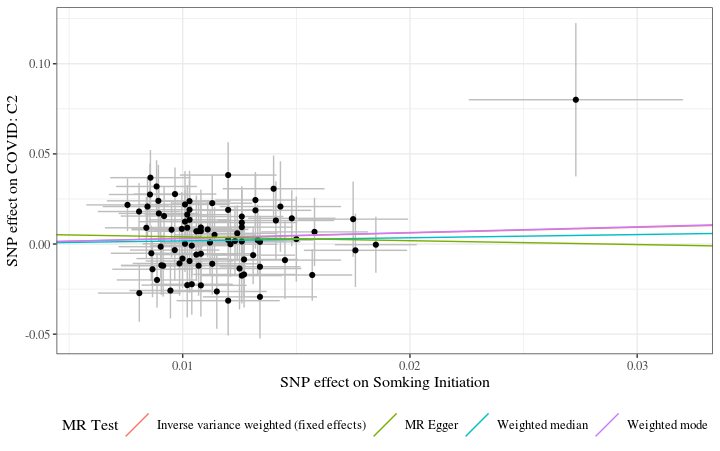 SNP effect on COVID: C2
0.10
0.05
0.00
-0.05
0.01
0.02
0.03
SNP effect on Somking Initiation
MR Test
Inverse variance weighted (fixed effects)
MR Egger
Weighted median
Weighted mode